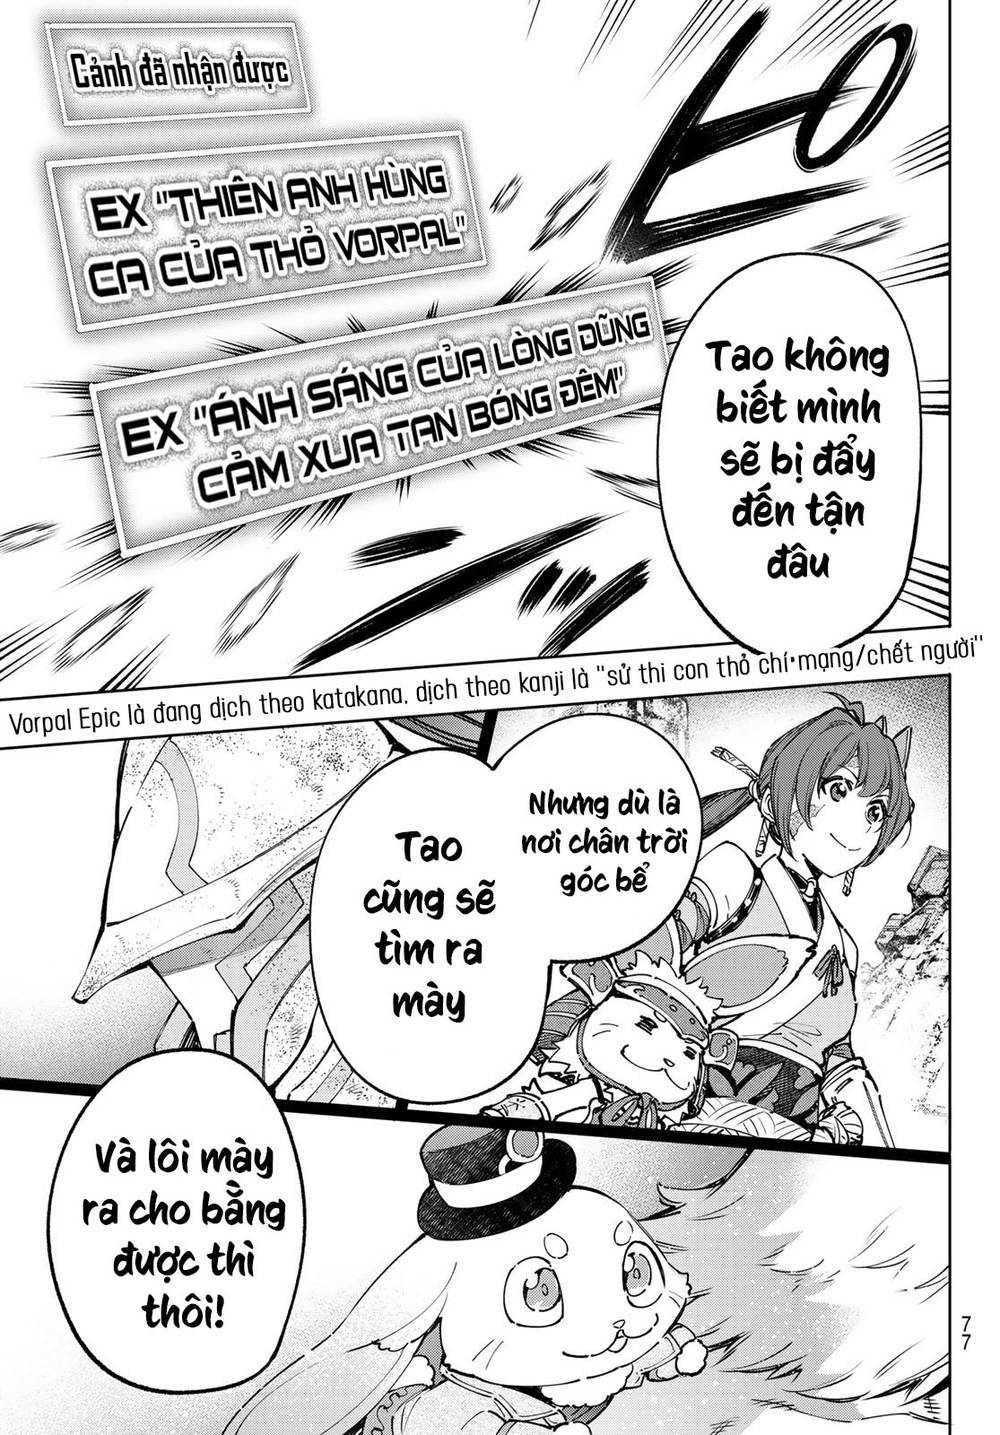 Cảnh đã nhận được
EX "THIÊN ANH HÙNG
CA CỦA THỎ VORPAL"
EX "ÁNH SÁNG CỦA LÒNG DŨNG
CẢM XUA TAN BÓNG ĐÊM"
ピロ
Tao không
biết mình
sẽ bị đẩy
đến tận
đâu
Vorpal Epic là đang dịch theo katakana, dịch theo kanji là "sử thi con thỏ chí mạng/chết người"
Nhưng dù là
nơi chân trời
góc bể
Tao
cũng sẽ
tìm ra
mày
Và lôi mày
ra cho bằng
được thì
thôi!
77